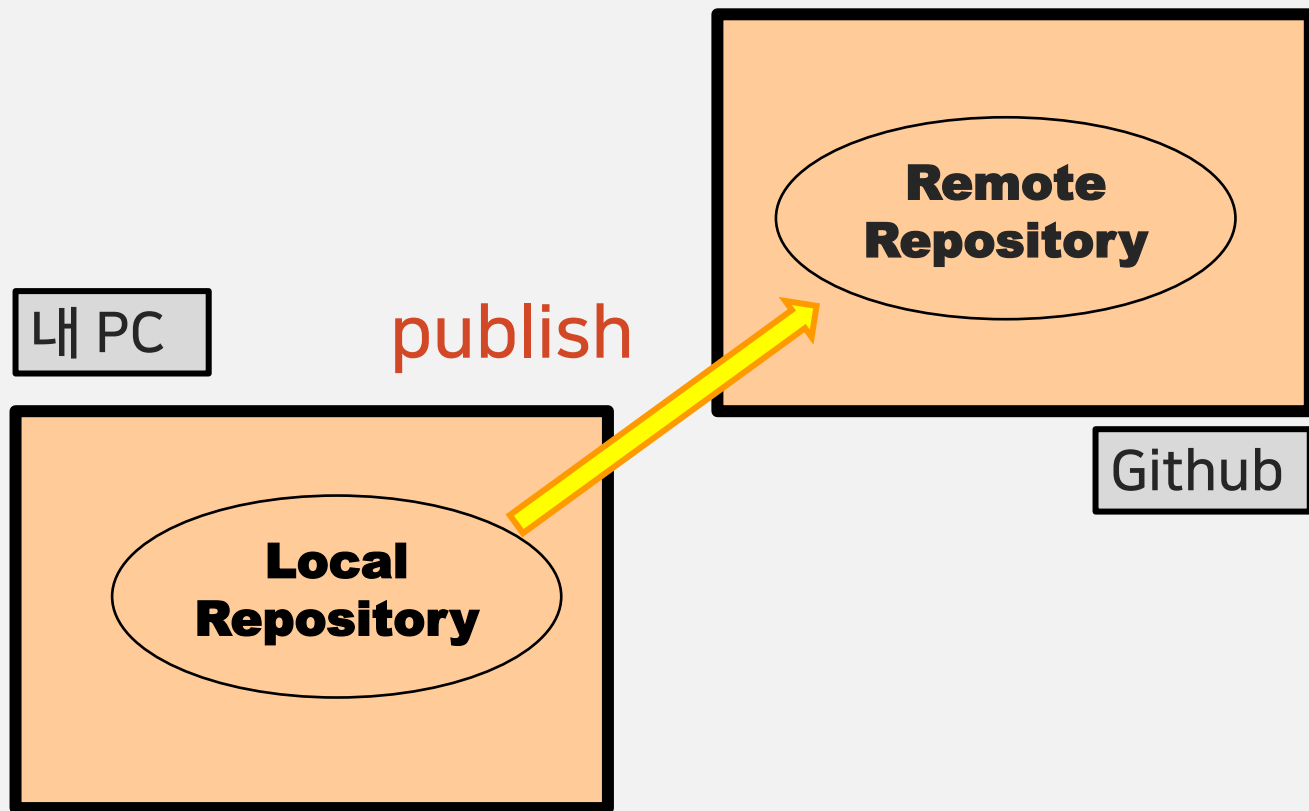 Remote
Repository
내 PC
publish
Github
Local
Repository